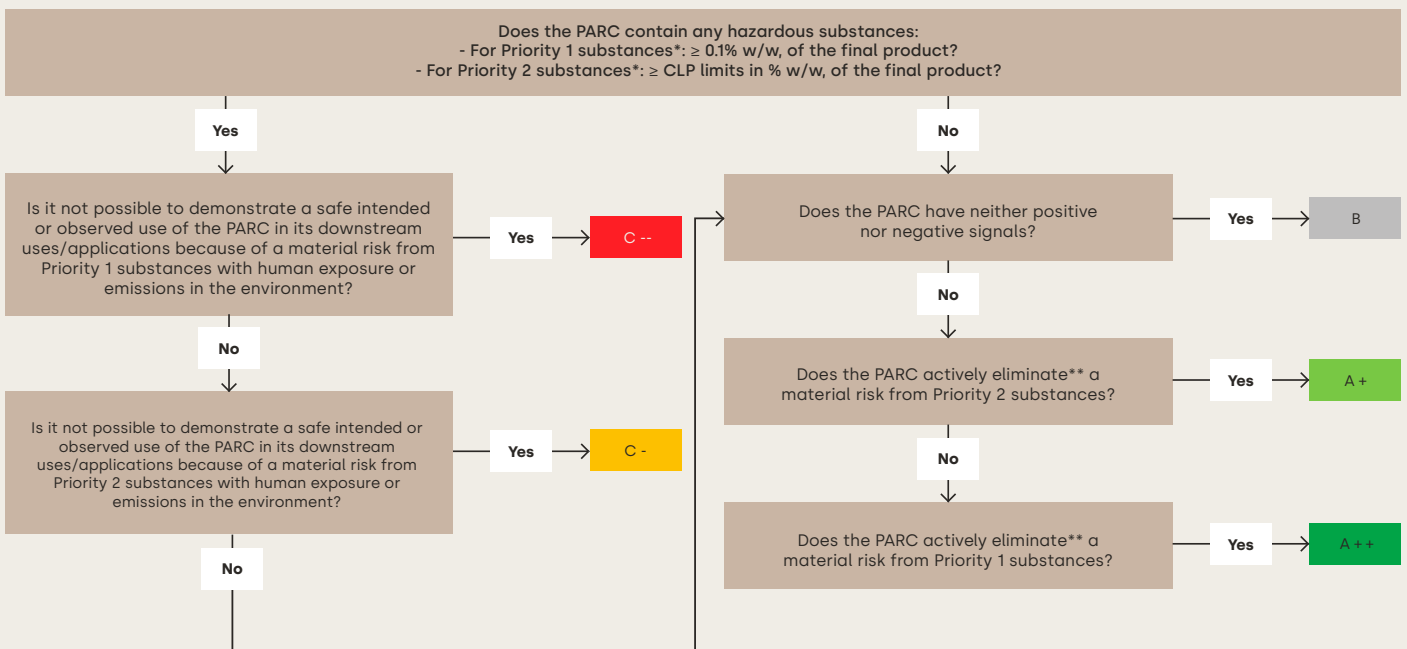 Does the PARC contain any hazardous substances:
- For Priority 1 substances*: ≥ 0.1% w/w, of the final product?
- For Priority 2 substances*: ≥ CLP limits in % w/w, of the final product?
Yes
No
Is it not possible to demonstrate a safe intended
or observed use of the PARC in its downstream
uses/applications because of a material risk from
Priority 1 substances with human exposure or
emissions in the environment?
Yes
C --
No
Is it not possible to demonstrate a safe intended or
observed use of the PARC in its downstream
uses/applications because of a material risk from
Priority 2 substances with human exposure or
emissions in the environment?
Yes
C -
No
Does the PARC have neither positive
nor negative signals?
Yes
B
No
Does the PARC actively eliminate** a
material risk from Priority 2 substances?
Yes
A +
No
Does the PARC actively eliminate** a
material risk from Priority 1 substances?
Yes
A + +